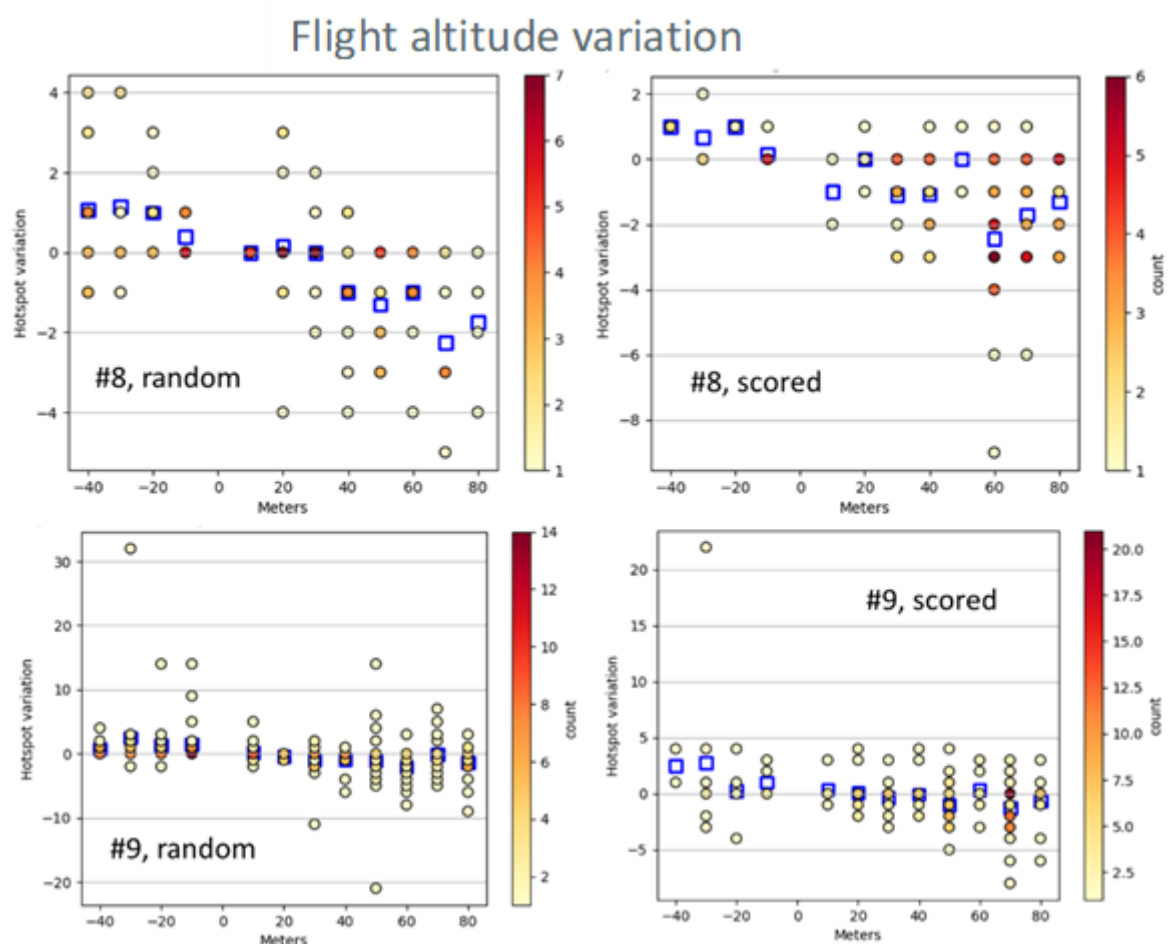 Flight altitude variation
4
2
0
−2
−4
Hotspot variation
#8, random
−40 −20 0 20 40 60 80
Meters
7
6
5
4
3
2
1
2
0
−2
−4
−6
−8
Hotspot variation
#8, scored
−40 −20 0 20 40 60 80
Meters
6
5
4
3
2
1
count
30
20
10
0
−10
−20
Hotspot variation
#9, random
−40 −20 0 20 40 60 80
Meters
14
12
10
8
6
4
2
count
20
15
10
5
0
−5
Hotspot variation
#9, scored
−40 −20 0 20 40 60 80
Meters
20.0
17.5
15.0
12.5
10.0
7.5
5.0
2.5
count